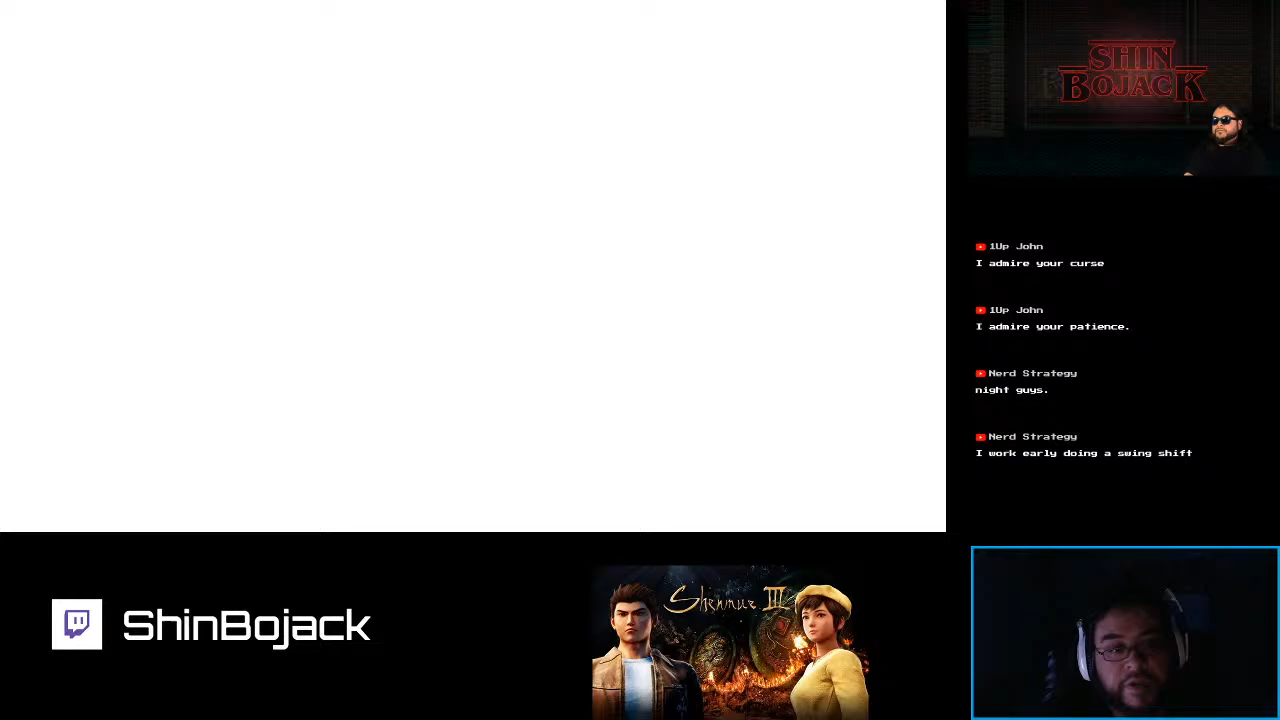 SHIN
BOJACK
1Up John
I admire your curse
1Up John
I admire your patience.
Nerd Strategy
night guys.
Nerd Strategy
I work early doing a swing shift
ShinBojack
Shenmue III